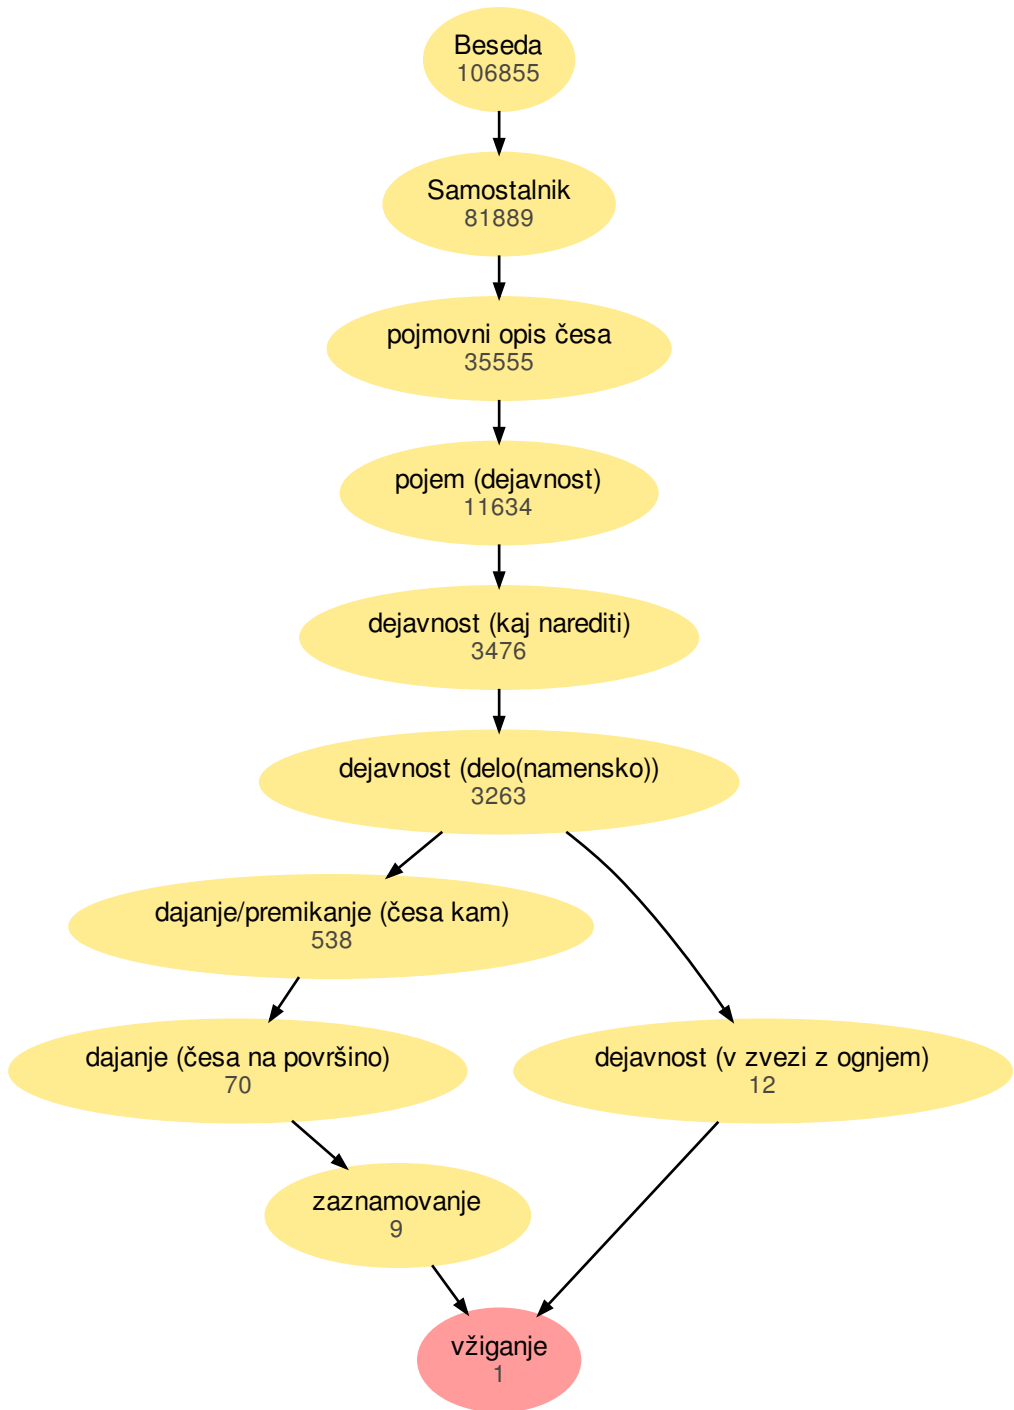 Beseda
106855
Samostalnik
81889
pojmovni opis česa
35555
pojem (dejavnost)
11634
dejavnost (kaj narediti)
3476
dejavnost (delo(namensko))
3263
dajanje/premikanje (česa kam)
538
dajanje (česa na površino)
70
dejavnost (v zvezi z ognjem)
12
zaznamovanje
9
vžiganje
1